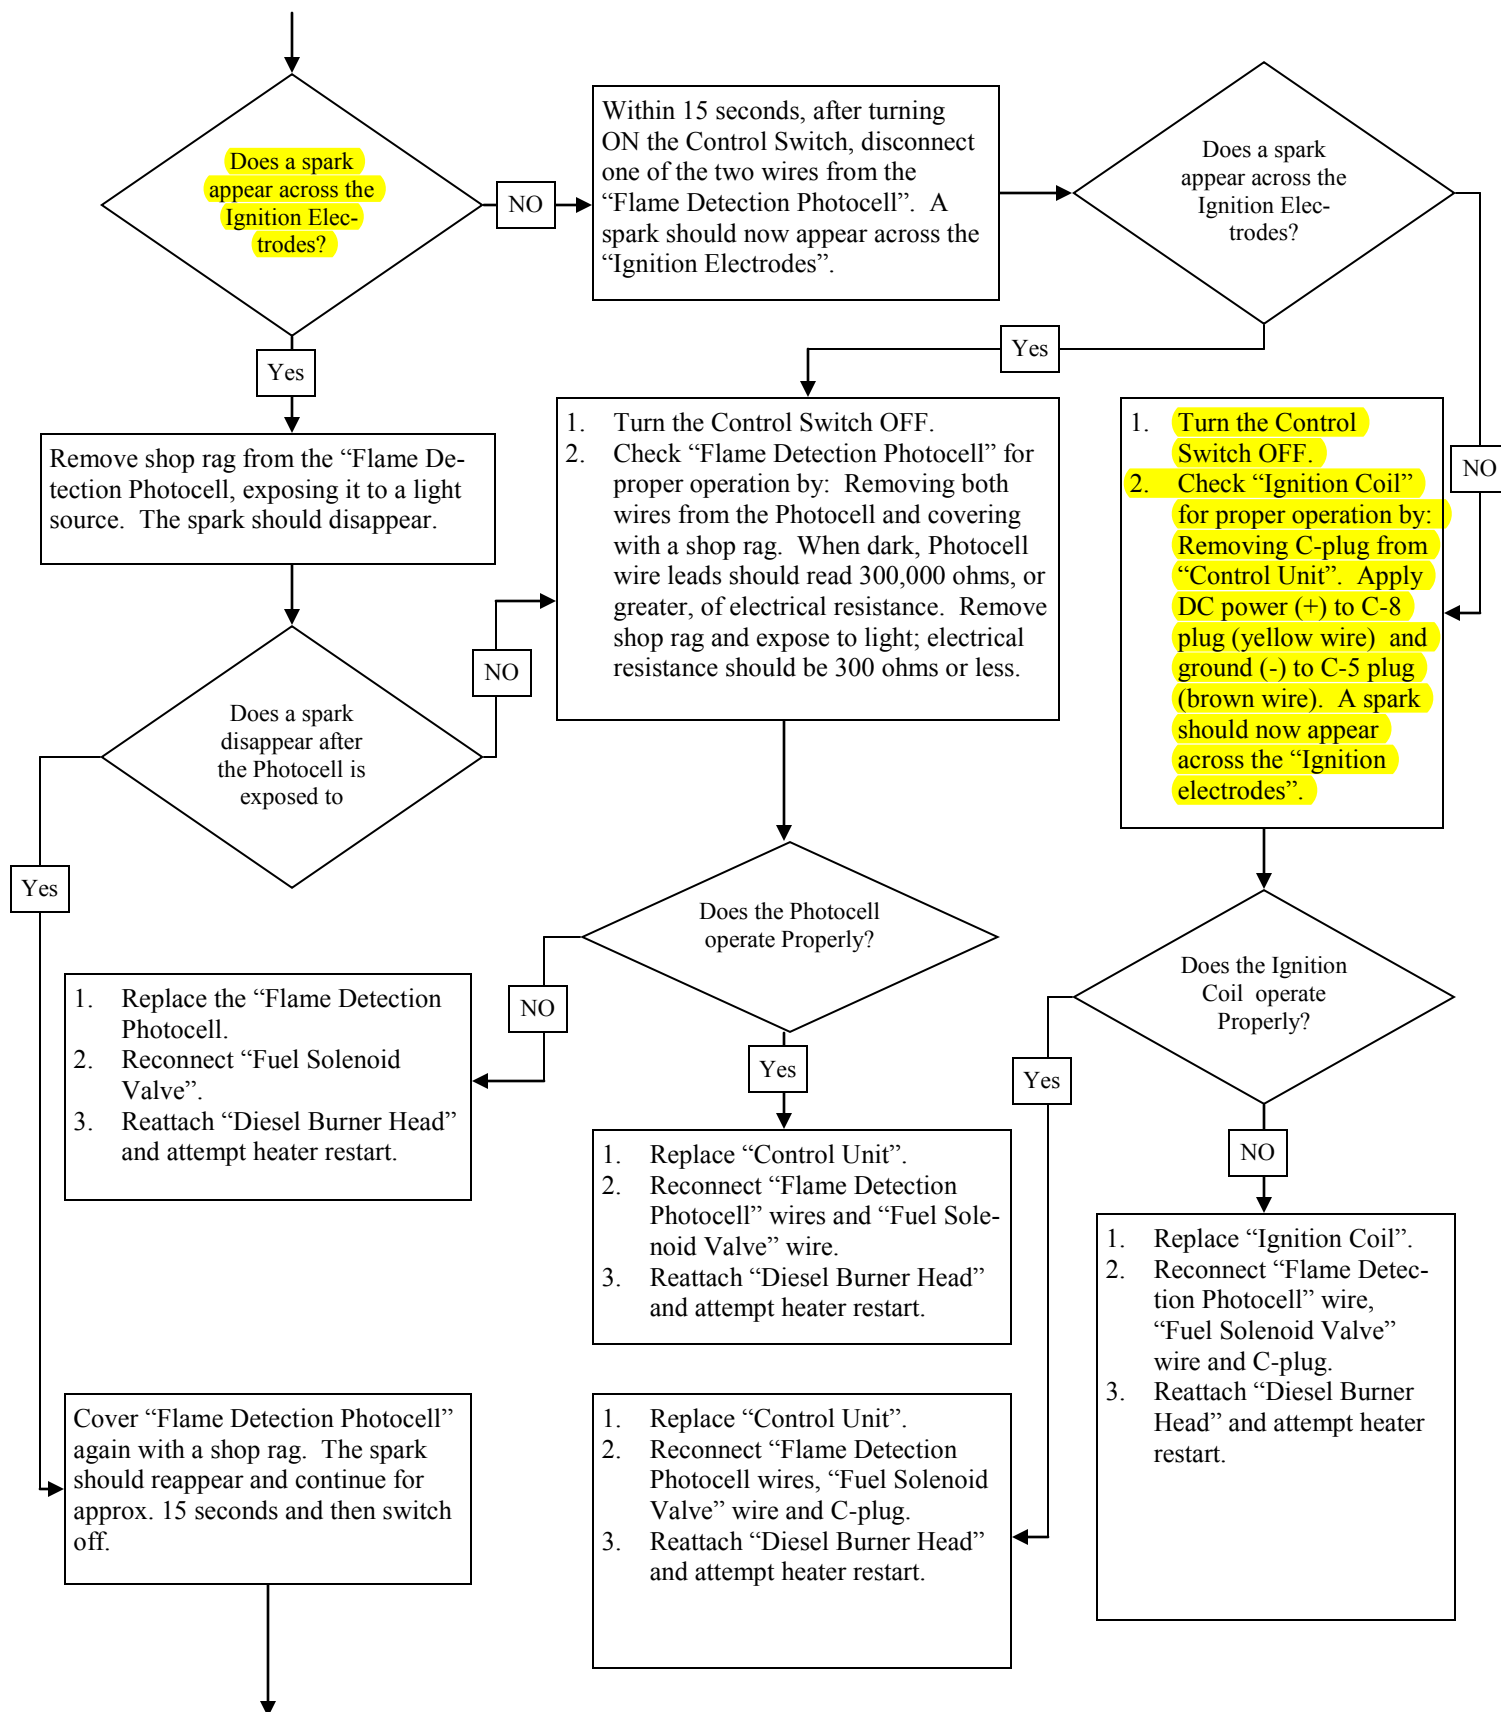 Does a spark
appear across the
Ignition Elec-
trodes?
NO
Within 15 seconds, after turning
ON the Control Switch, disconnect
one of the two wires from the
“Flame Detection Photocell”.  A
spark should now appear across the
“Ignition Electrodes”.
Does a spark
appear across the
Ignition Elec-
trodes?
Yes
Yes
NO
Remove shop rag from the “Flame De-
tection Photocell, exposing it to a light
source.  The spark should disappear.
1. Turn the Control Switch OFF.
2. Check “Flame Detection Photocell” for
proper operation by:  Removing both
wires from the Photocell and covering
with a shop rag.  When dark, Photocell
wire leads should read 300,000 ohms, or
greater, of electrical resistance.  Remove
shop rag and expose to light; electrical
resistance should be 300 ohms or less.
1. Turn the Control
Switch OFF.
2. Check “Ignition Coil”
for proper operation by:
Removing C-plug from
“Control Unit”.  Apply
DC power (+) to C-8
plug (yellow wire)  and
ground (-) to C-5 plug
(brown wire).  A spark
should now appear
across the “Ignition
electrodes”.
NO
Does a spark
disappear after
the Photocell is
exposed to
Yes
Does the Photocell
operate Properly?
NO
Yes
Does the Ignition
Coil  operate
Properly?
Yes
NO
1. Replace the “Flame Detection
Photocell.
2. Reconnect “Fuel Solenoid
Valve”.
3. Reattach “Diesel Burner Head”
and attempt heater restart.
1. Replace “Control Unit”.
2. Reconnect “Flame Detection
Photocell” wires and “Fuel Sole-
noid Valve” wire.
3. Reattach “Diesel Burner Head”
and attempt heater restart.
1. Replace “Ignition Coil”.
2. Reconnect “Flame Detec-
tion Photocell” wire,
“Fuel Solenoid Valve”
wire and C-plug.
3. Reattach “Diesel Burner
Head” and attempt heater
restart.
Cover “Flame Detection Photocell”
again with a shop rag.  The spark
should reappear and continue for
approx. 15 seconds and then switch
off.
1. Replace “Control Unit”.
2. Reconnect “Flame Detection
Photocell wires, “Fuel Solenoid
Valve” wire and C-plug.
3. Reattach “Diesel Burner Head”
and attempt heater restart.